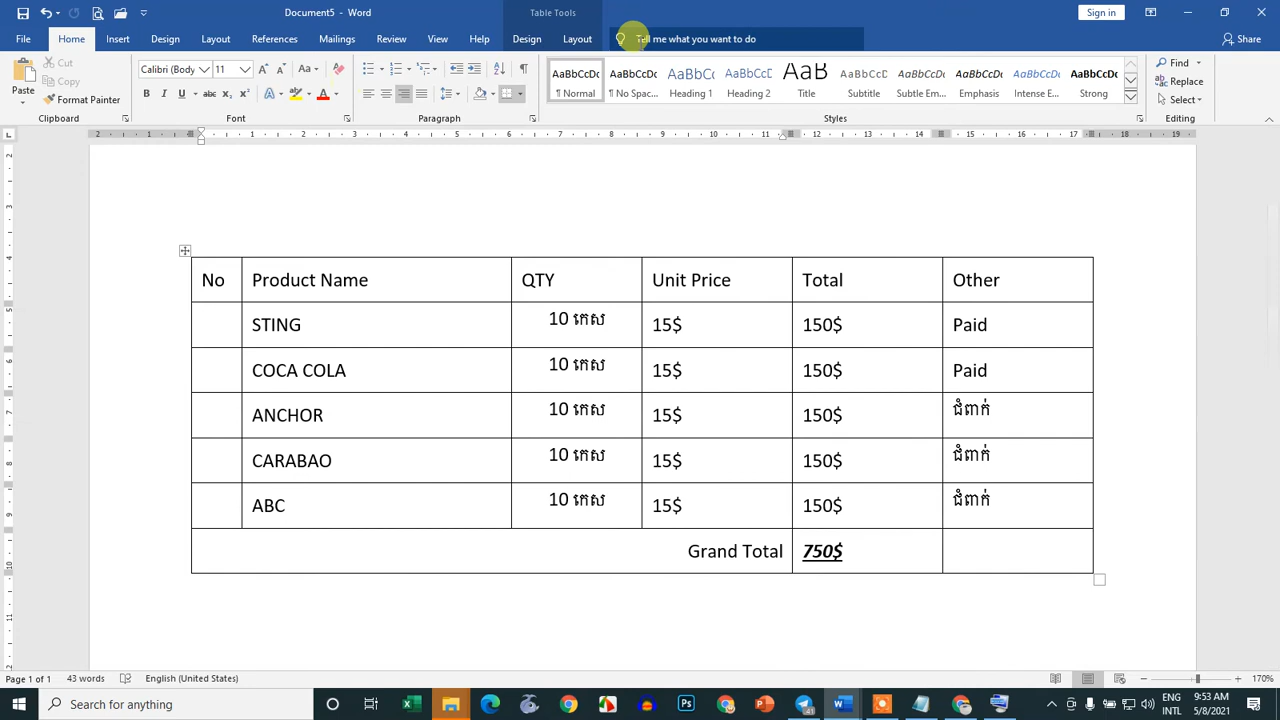 Document5 - Word
Table Tools
Sign in
File Home Insert Design Layout References Mailings Review View Help Design Layout Tell me what you want to do Share
Paste
Cut
Copy
Format Painter
Clipboard
Calibri (Body 11
Font
Paragraph
AaBbCcDc AaBbCcDc AaBbCc AaBbCcD AaB AaBbCcD AaBbCcDc AaBbCcDc AaBbCcDc AaBbCcDc
¶ Normal ¶ No Spac... Heading 1 Heading 2 Title Subtitle Subtle Em... Emphasis Intense E... Strong
Styles
Find
Replace
Select
Editing
No Product Name QTY Unit Price Total Other
STING 10 កេស 15$ 150$ Paid
COCA COLA 10 កេស 15$ 150$ Paid
ANCHOR 10 កេស 15$ 150$ ជំពាក់
CARABAO 10 កេស 15$ 150$ ជំពាក់
ABC 10 កេស 15$ 150$ ជំពាក់
Grand Total 750$
Page 1 of 1 43 words English (United States) 170%
Search for anything
ENG
INTL
9:53 AM
5/8/2021